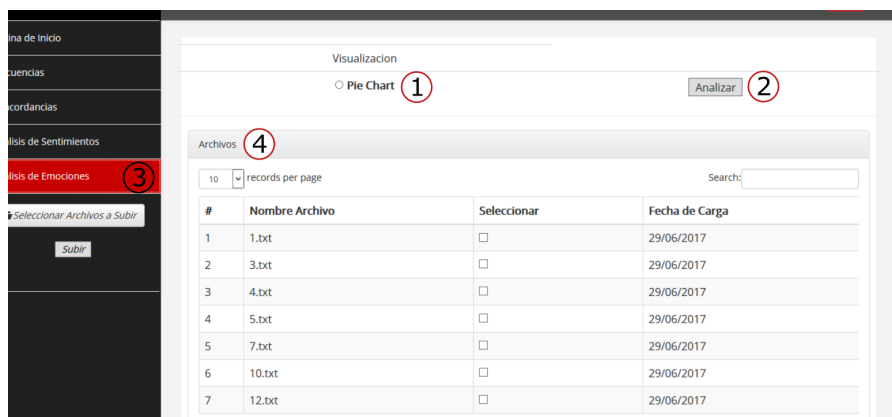 ina de Inicio
cuencias
cordancias
lisis de Sentimientos
lisis de Emociones
3
Seleccionar Archivos a Subir
Subir
Visualizacion
Pie Chart
1
Analizar
2
Archivos
4
10 records per page
Search:
# Nombre Archivo Seleccionar Fecha de Carga
1 1.txt 29/06/2017
2 3.txt 29/06/2017
3 4.txt 29/06/2017
4 5.txt 29/06/2017
5 7.txt 29/06/2017
6 10.txt 29/06/2017
7 12.txt 29/06/2017